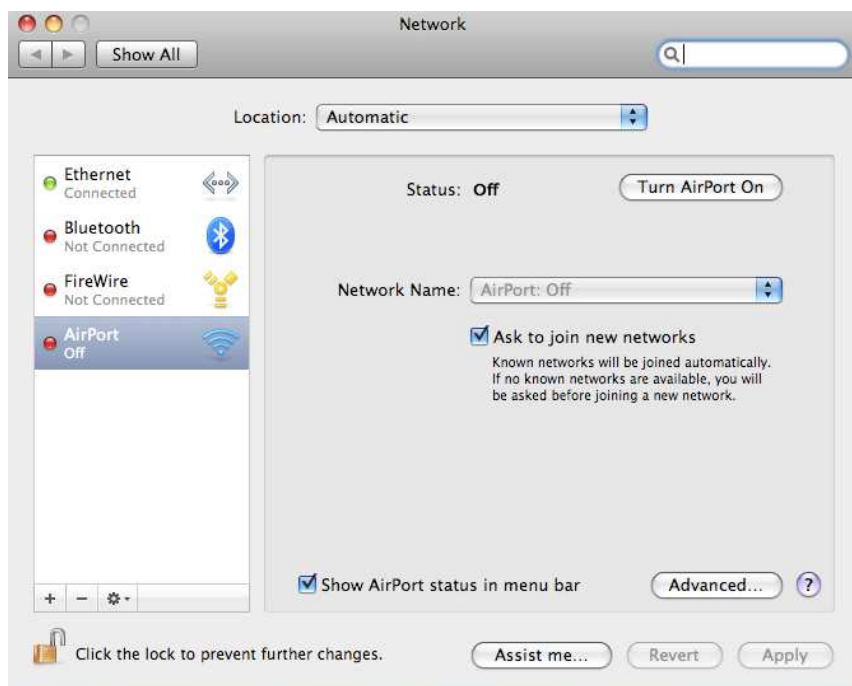 Network
Show All
Location: Automatic
Ethernet
Connected
Bluetooth
Not Connected
FireWire
Not Connected
AirPort
Off
Status: Off
Turn AirPort On
Network Name: AirPort: Off
Ask to join new networks
Known networks will be joined automatically.
If no known networks are available, you will
be asked before joining a new network.
+ −
Show AirPort status in menu bar
Advanced...
?
Click the lock to prevent further changes.
Assist me...
Revert
Apply